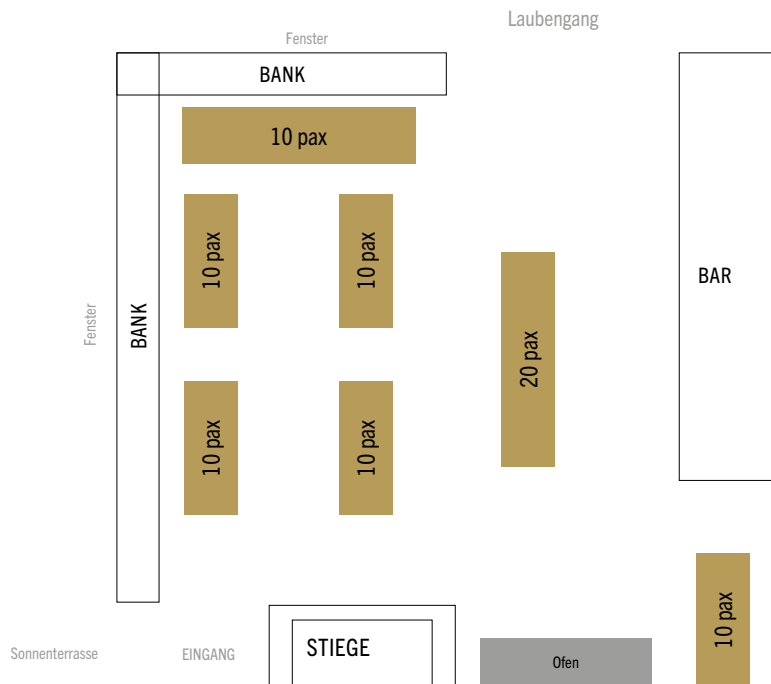 Laubengang
Fenster
BANK
10 pax
10 pax
10 pax
Fenster
BANK
20 pax
BAR
10 pax
10 pax
10 pax
Sonnenterrasse
EINGANG
STIEGE
Ofen